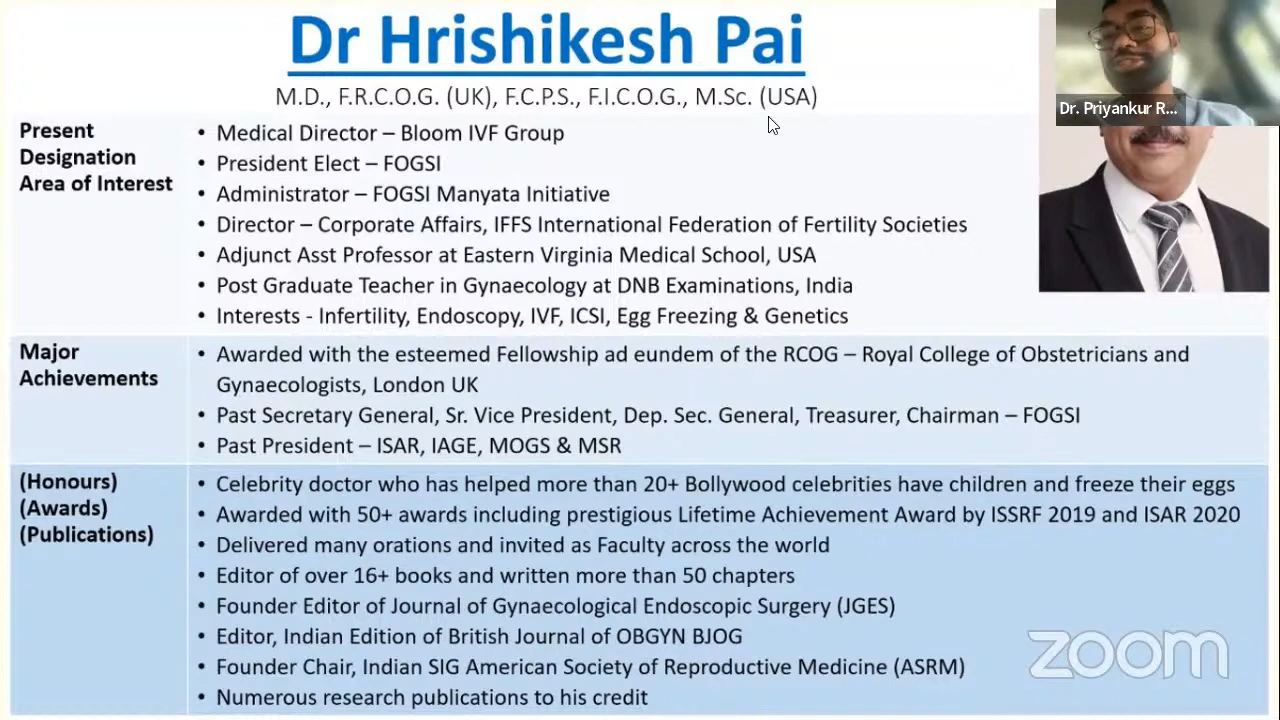 Dr Hrishikesh Pai
M.D., F.R.C.O.G. (UK), F.C.P.S., F.I.C.O.G., M.Sc. (USA)
Dr. Priyankur R...
Present
Designation
Area of Interest
• Medical Director – Bloom IVF Group
• President Elect – FOGSI
• Administrator – FOGSI Manyata Initiative
• Director – Corporate Affairs, IFFS International Federation of Fertility Societies
• Adjunct Asst Professor at Eastern Virginia Medical School, USA
• Post Graduate Teacher in Gynaecology at DNB Examinations, India
• Interests - Infertility, Endoscopy, IVF, ICSI, Egg Freezing & Genetics
Major
Achievements
• Awarded with the esteemed Fellowship ad eundem of the RCOG – Royal College of Obstetricians and
Gynaecologists, London UK
• Past Secretary General, Sr. Vice President, Dep. Sec. General, Treasurer, Chairman – FOGSI
• Past President – ISAR, IAGE, MOGS & MSR
(Honours)
(Awards)
(Publications)
• Celebrity doctor who has helped more than 20+ Bollywood celebrities have children and freeze their eggs
• Awarded with 50+ awards including prestigious Lifetime Achievement Award by ISSRF 2019 and ISAR 2020
• Delivered many orations and invited as Faculty across the world
• Editor of over 16+ books and written more than 50 chapters
• Founder Editor of Journal of Gynaecological Endoscopic Surgery (JGES)
• Editor, Indian Edition of British Journal of OBGYN BJOG
• Founder Chair, Indian SIG American Society of Reproductive Medicine (ASRM)
• Numerous research publications to his credit
zoom